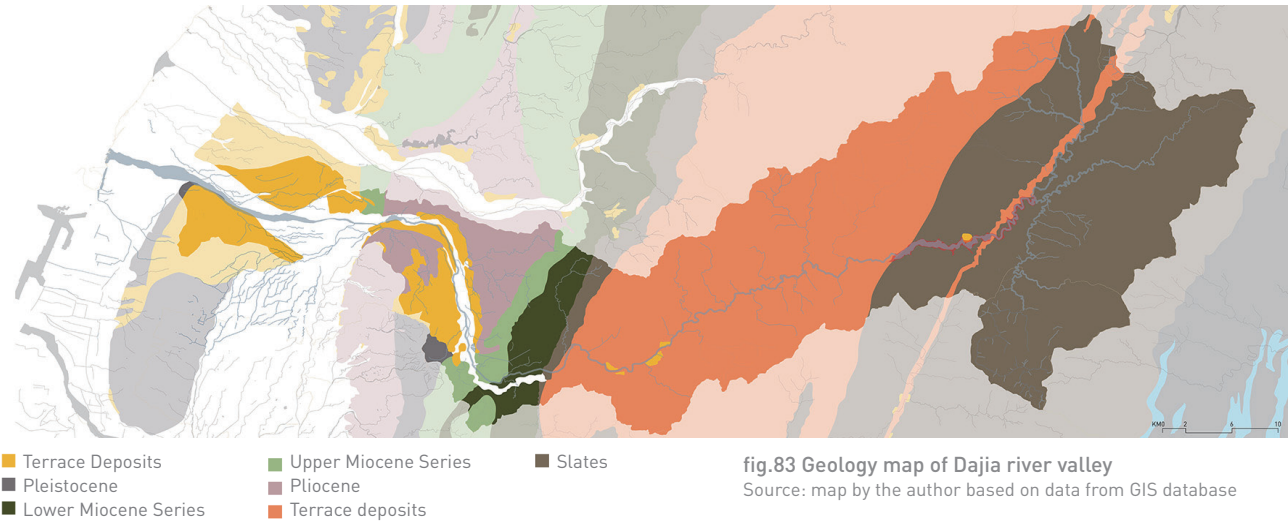 KM0 2 6 10
Terrace Deposits
Pleistocene
Lower Miocene Series
Upper Miocene Series
Pliocene
Terrace deposits
Slates
fig.83 Geology map of Dajia river valley
Source: map by the author based on data from GIS database